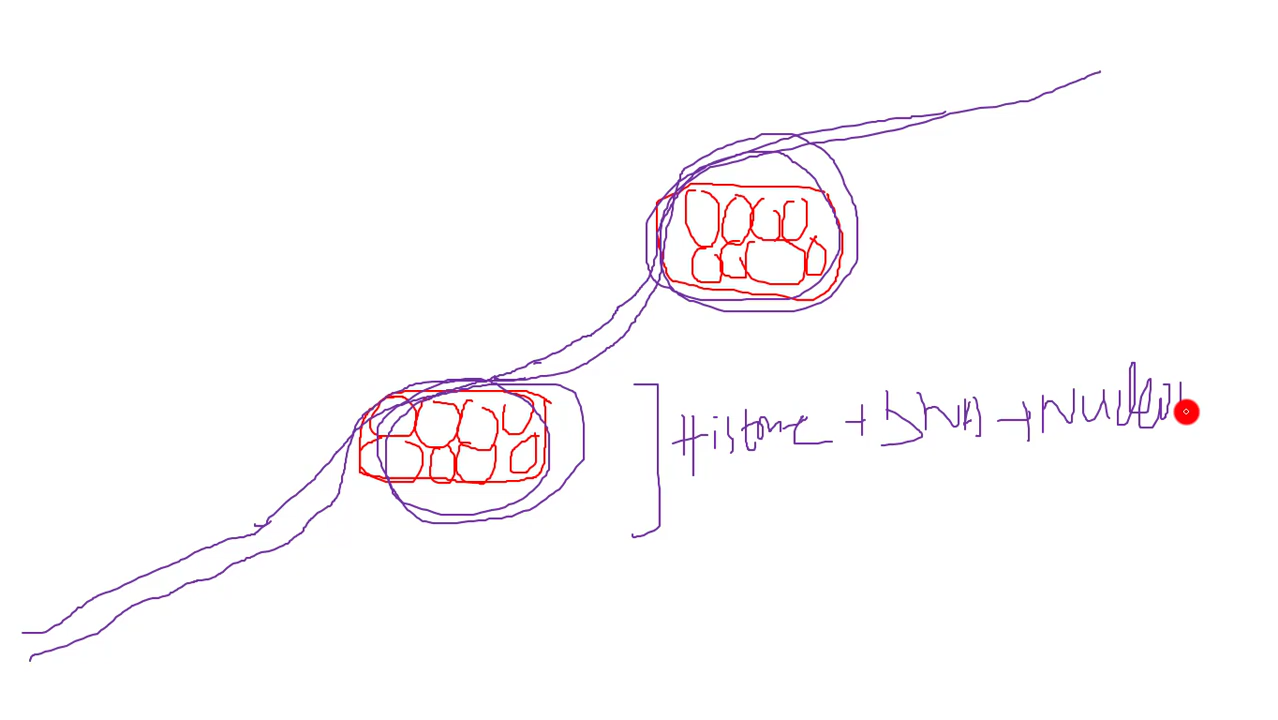 Histone + DNA → Nucleo